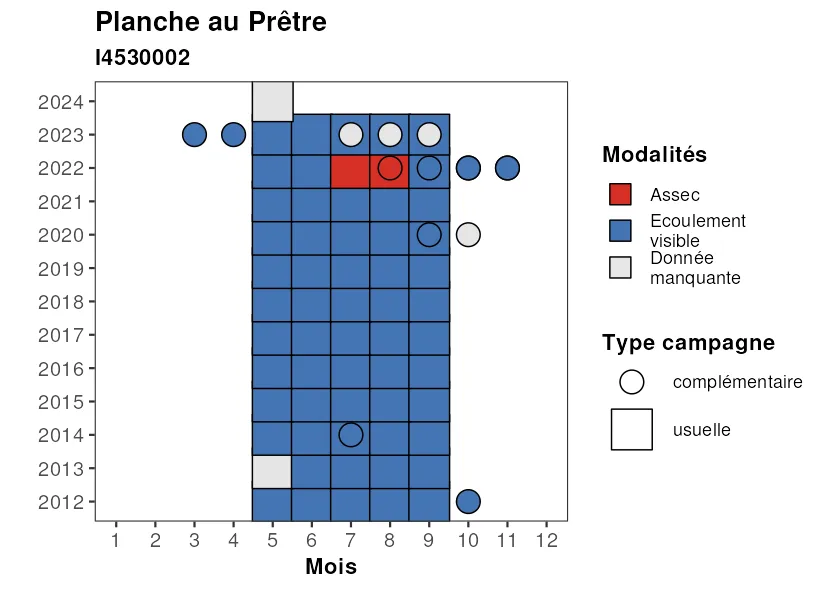 Planche au Prêtre
I4530002
2024
2023
2022
2021
2020
2019
2018
2017
2016
2015
2014
2013
2012
1 2 3 4 5 6 7 8 9 10 11 12
Mois
Modalités
Assec
Ecoulement
visible
Donnée
manquante
Type campagne
complémentaire
usuelle